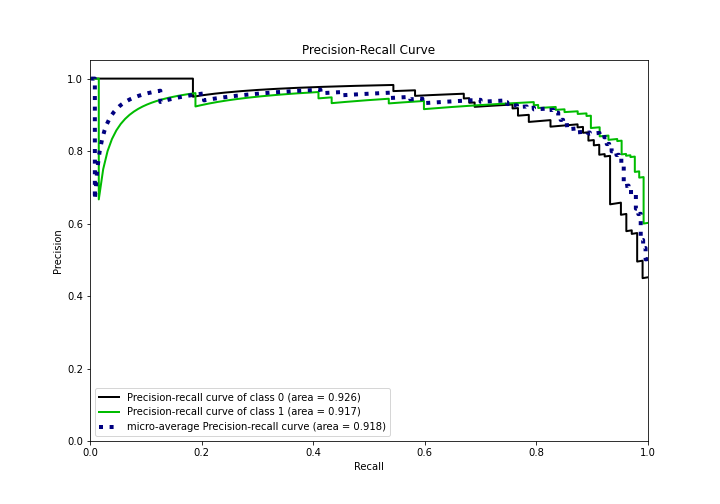 Precision-Recall Curve
Precision
1.0
0.8
0.6
0.4
0.2
0.0
Precision-recall curve of class 0 (area = 0.926)
Precision-recall curve of class 1 (area = 0.917)
micro-average Precision-recall curve (area = 0.918)
0.0 0.2 0.4 0.6 0.8 1.0
Recall